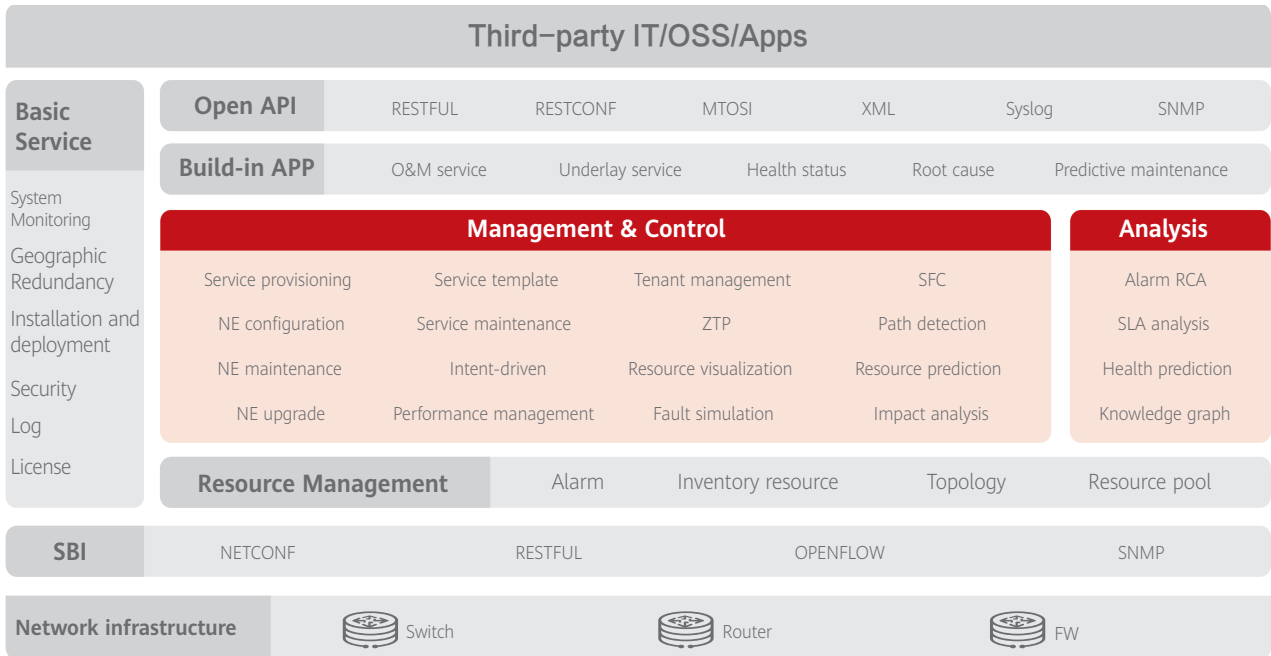 Third-party IT/OSS/Apps
Basic
Service
System
Monitoring
Geographic
Redundancy
Installation and
deployment
Security
Log
License
Open API RESTFUL RESTCONF MTOSI XML Syslog SNMP
Build-in APP O&M service Underlay service Health status Root cause Predictive maintenance
Management & Control
Service provisioning Service template Tenant management SFC
NE configuration Service maintenance ZTP Path detection
NE maintenance Intent-driven Resource visualization Resource prediction
NE upgrade Performance management Fault simulation Impact analysis
Analysis
Alarm RCA
SLA analysis
Health prediction
Knowledge graph
Resource Management Alarm Inventory resource Topology Resource pool
SBI NETCONF RESTFUL OPENFLOW SNMP
Network infrastructure Switch Router FW